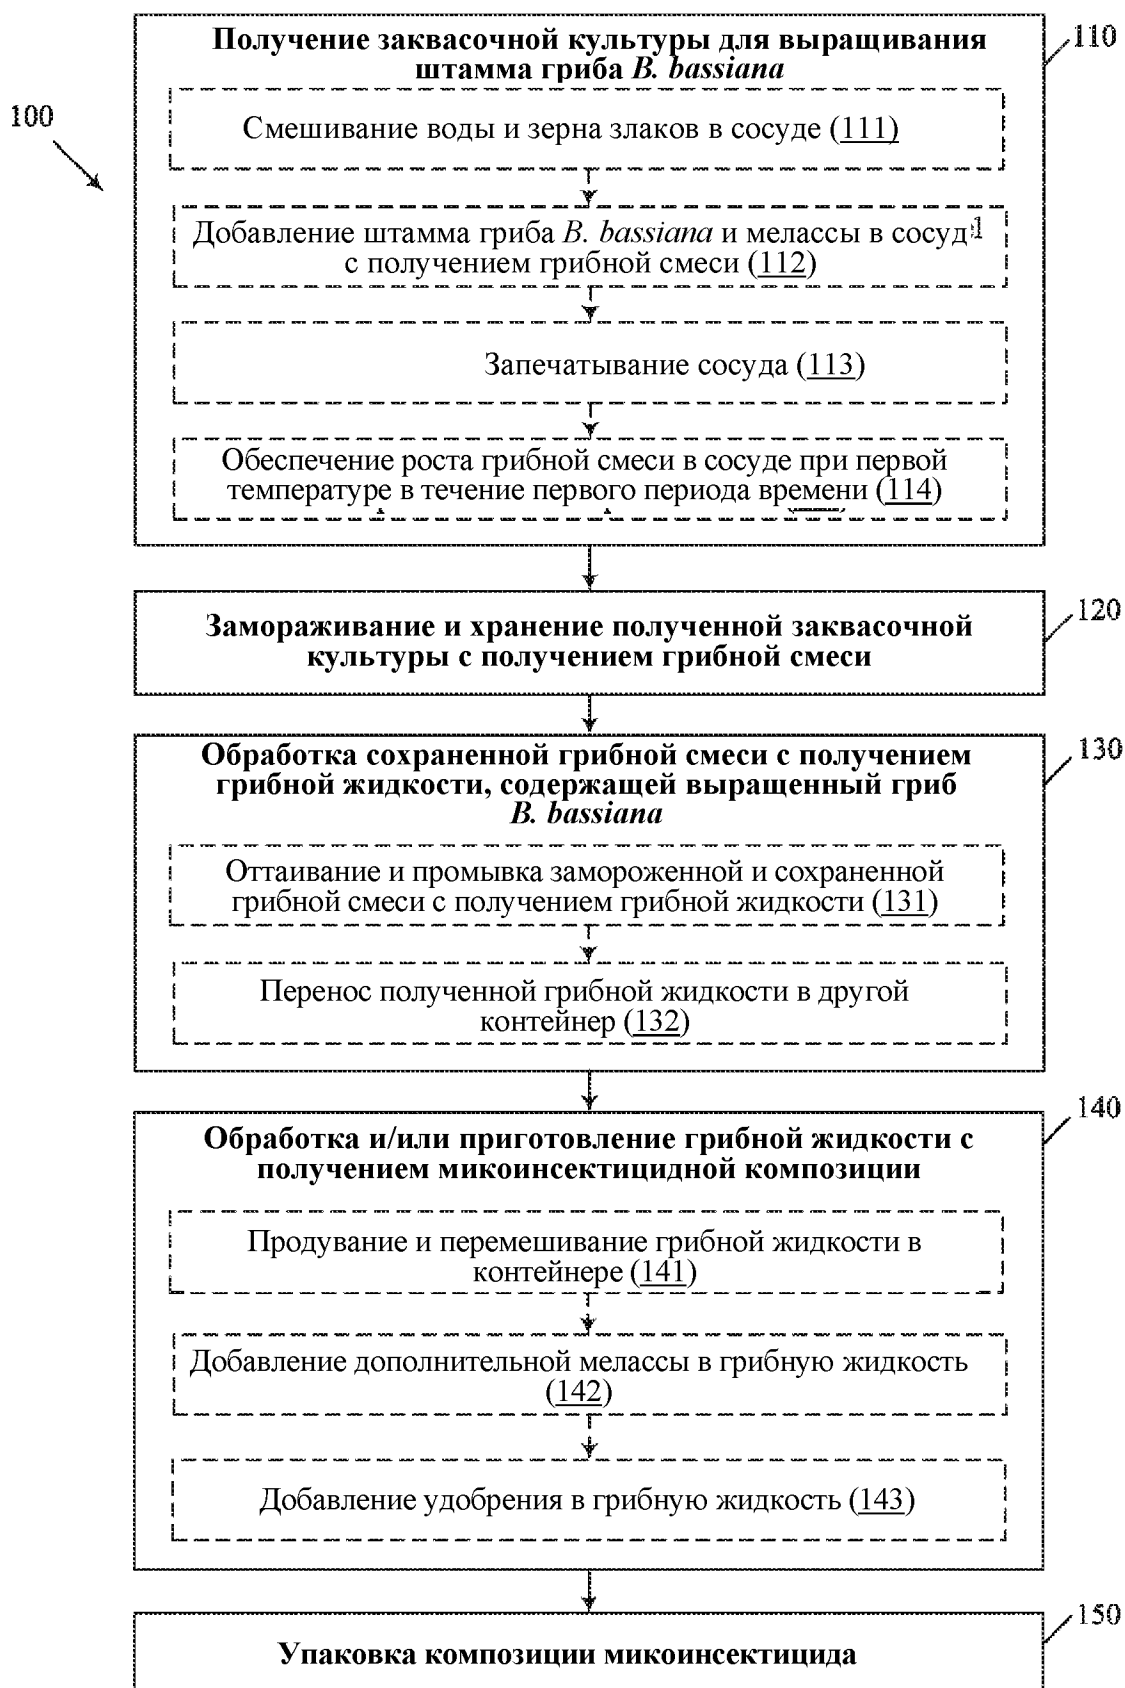 Получение заквасочной культуры для выращивания
штамма гриба B. bassiana
110
100
Смешивание воды и зерна злаков в сосуде (111)
Добавление штамма гриба B. bassiana и мелассы в сосуд
с получением грибной смеси (112)
Запечатывание сосуда (113)
Обеспечение роста грибной смеси в сосуде при первой
температуре в течение первого периода времени (114)
120
Замораживание и хранение полученной заквасочной
культуры с получением грибной смеси
130
Обработка сохраненной грибной смеси с получением
грибной жидкости, содержащей выращенный гриб
B. bassiana
Оттаивание и промывка замороженной и сохраненной
грибной смеси с получением грибной жидкости (131)
Перенос полученной грибной жидкости в другой
контейнер (132)
140
Обработка и/или приготовление грибной жидкости с
получением микоинсектицидной композиции
Продувание и перемешивание грибной жидкости в
контейнере (141)
Добавление дополнительной мелассы в грибную жидкость
(142)
Добавление удобрения в грибную жидкость (143)
150
Упаковка композиции микоинсектицида